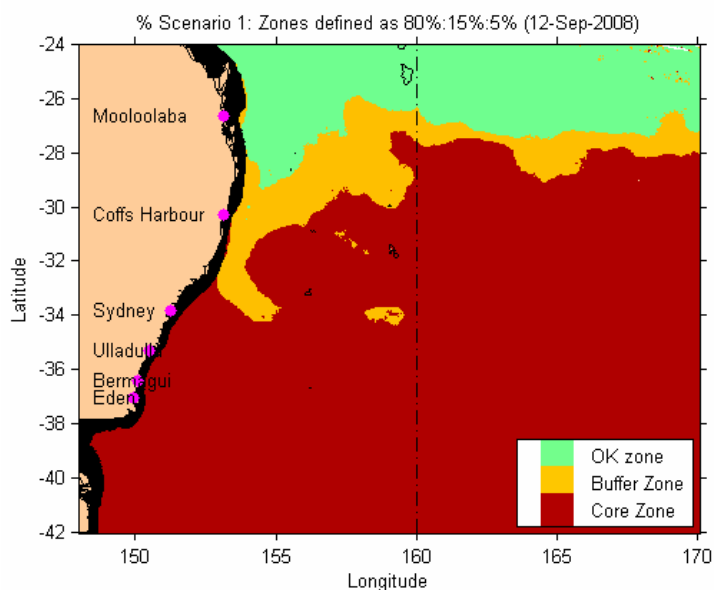 % Scenario 1: Zones defined as 80%:15%:5% (12-Sep-2008)
-24
-26
Mooloolaba
-28
-30
Coffs Harbour
-32
Latitude
-34
Sydney
Ulladulla
-36
Bermagui
Eden
-38
-40
-42
OK zone
Buffer Zone
Core Zone
150
155
160
165
170
Longitude